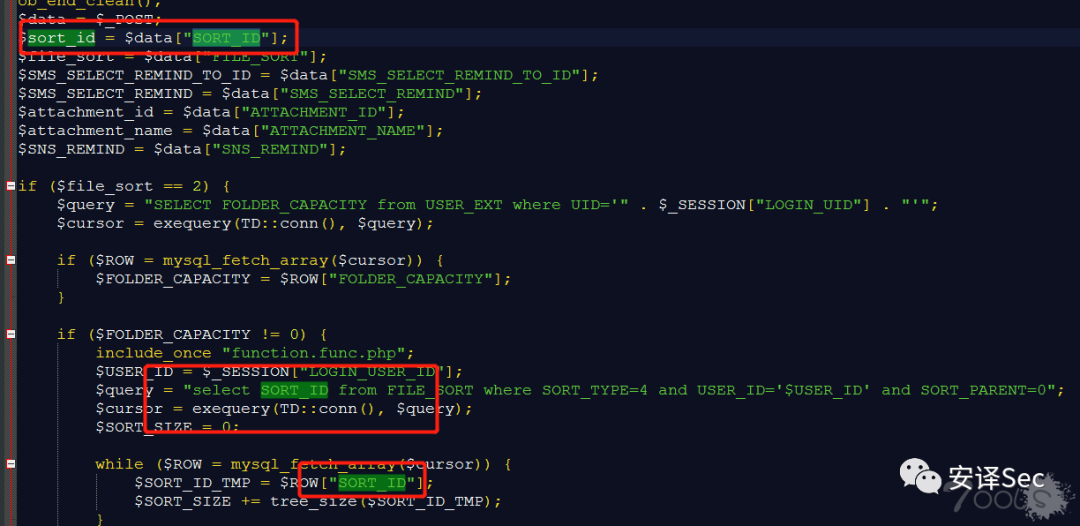 ob_end_clean();
$data = $_POST;
$sort_id = $data["SORT_ID"];
$file_sort = $data["FILE_SORT"];
$SMS_SELECT_REMIND_TO_ID = $data["SMS_SELECT_REMIND_TO_ID"];
$SMS_SELECT_REMIND = $data["SMS_SELECT_REMIND"];
$attachment_id = $data["ATTACHMENT_ID"];
$attachment_name = $data["ATTACHMENT_NAME"];
$SNS_REMIND = $data["SNS_REMIND"];
if ($file_sort == 2) {
$query = "SELECT FOLDER_CAPACITY from USER_EXT where UID='" . $_SESSION["LOGIN_UID"] . "'";
$cursor = exequery(TD::conn(), $query);
if ($ROW = mysql_fetch_array($cursor)) {
$FOLDER_CAPACITY = $ROW["FOLDER_CAPACITY"];
}
if ($FOLDER_CAPACITY != 0) {
include_once "function.func.php";
$USER_ID = $_SESSION["LOGIN_USER_ID"];
$query = "select SORT_ID from FILE_SORT where SORT_TYPE=4 and USER_ID='$USER_ID' and SORT_PARENT=0";
$cursor = exequery(TD::conn(), $query);
$SORT_SIZE = 0;
while ($ROW = mysql_fetch_array($cursor)) {
$SORT_ID_TMP = $ROW["SORT_ID"];
$SORT_SIZE += tree_size($SORT_ID_TMP);
}
安译Sec
Tools